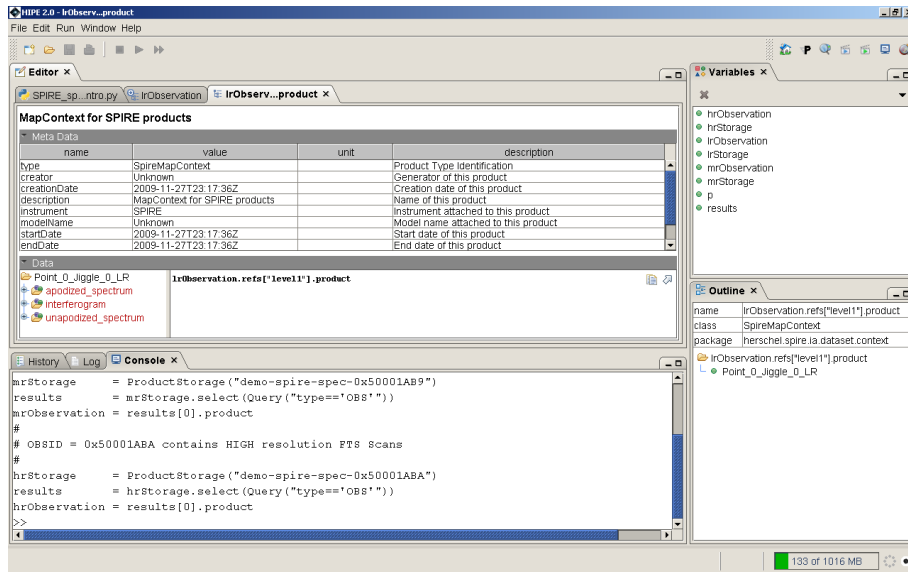 HIPE 2.0 - lrObserv...product
File Edit Run Window Help
Editor ×
SPIRE_sp...ntro.py lrObservation lrObserv...product ×
MapContext for SPIRE products
Meta Data
name value unit description
type SpireMapContext Product Type Identification
creator Unknown Generator of this product
creationDate 2009-11-27T23:17:36Z Creation date of this product
description MapContext for SPIRE products Name of this product
instrument SPIRE Instrument attached to this product
modelName Unknown Model name attached to this product
startDate 2009-11-27T23:17:36Z Start date of this product
endDate 2009-11-27T23:17:36Z End date of this product
Data
Point_0_Jiggle_0_LR
apodized_spectrum
interferogram
unapodized_spectrum
lrObservation.refs["level1"].product
History Log Console ×
mrStorage = ProductStorage("demo-spire-spec-0x50001AB9")
results = mrStorage.select(Query("type=='OBS'"))
mrObservation = results[0].product
#
# OBSID = 0x50001ABA contains HIGH resolution FTS Scans
#
hrStorage = ProductStorage("demo-spire-spec-0x50001ABA")
results = hrStorage.select(Query("type=='OBS'"))
hrObservation = results[0].product
>>
Variables ×
hrObservation
hrStorage
lrObservation
lrStorage
mrObservation
mrStorage
p
results
Outline ×
name lrObservation.refs["level1"].product
class SpireMapContext
package herschel.spire.ia.dataset.context
lrObservation.refs["level1"].product
Point_0_Jiggle_0_LR
133 of 1016 MB